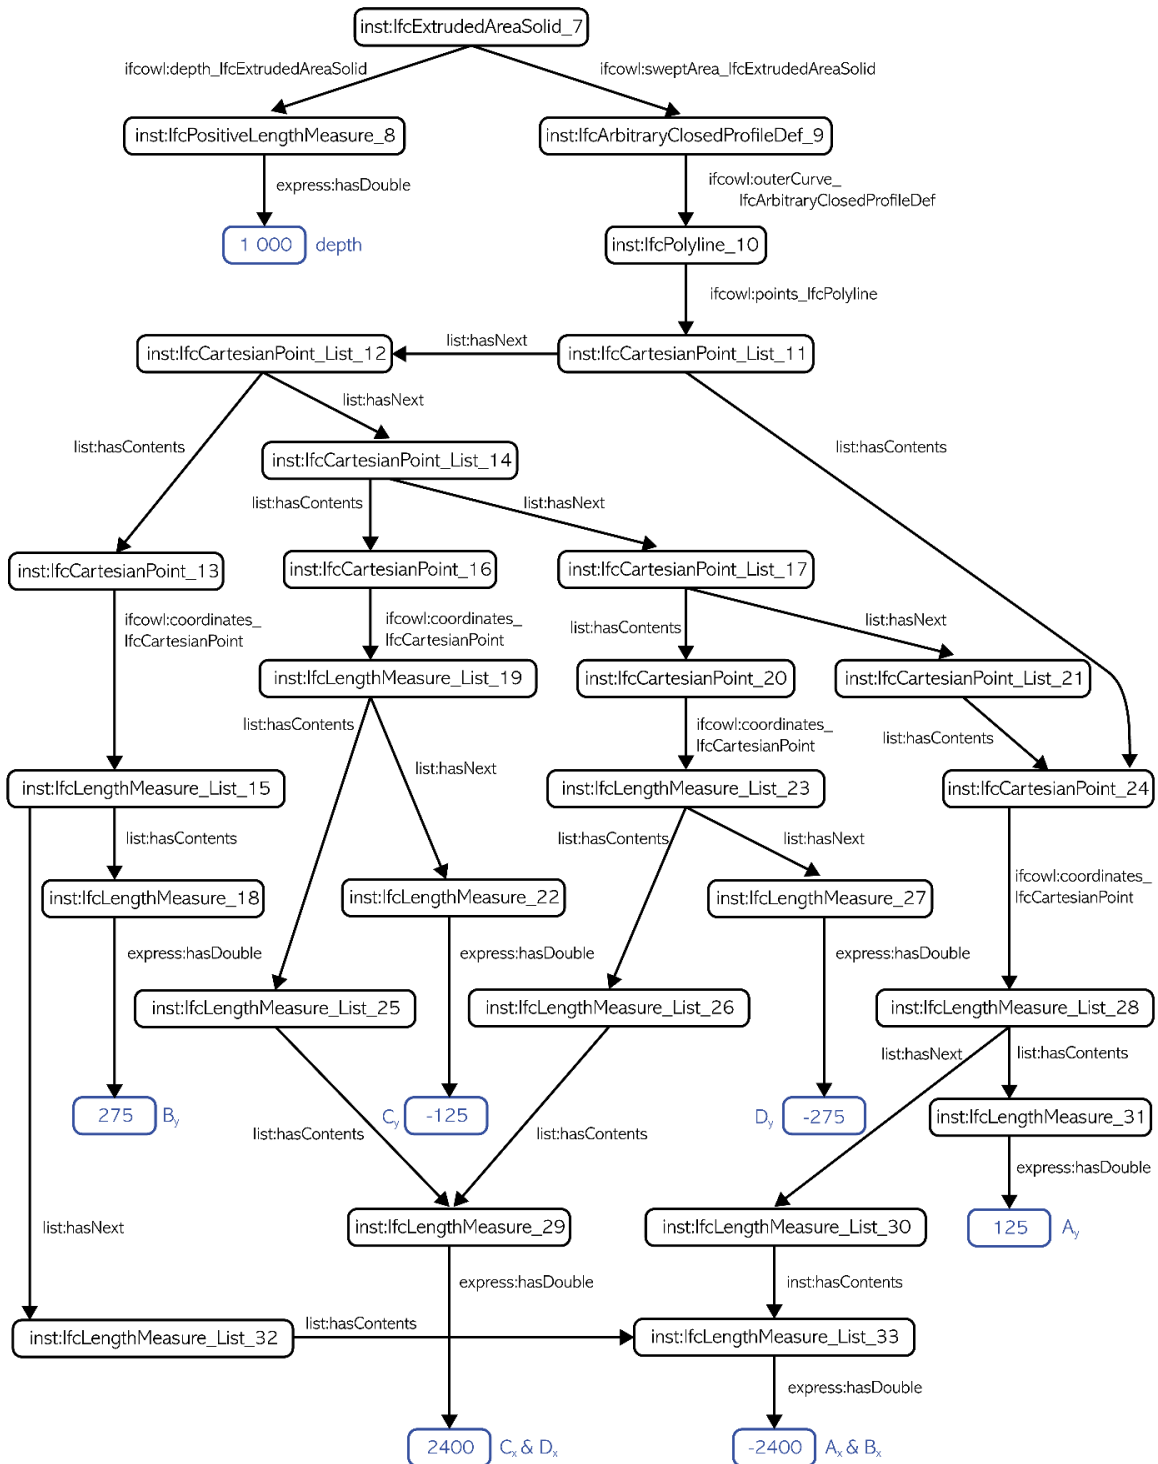 inst:IfcExtrudedAreaSolid_7
ifcowl:depth_IfcExtrudedAreaSolid
ifcowl:sweptArea_IfcExtrudedAreaSolid
inst:IfcPositiveLengthMeasure_8
inst:IfcArbitraryClosedProfileDef_9
express:hasDouble
ifcowl:outerCurve_
IfcArbitraryClosedProfileDef
1 000 depth
inst:IfcPolyline_10
ifcowl:points_IfcPolyline
inst:IfcCartesianPoint_List_12
list:hasNext
inst:IfcCartesianPoint_List_11
list:hasNext
list:hasContents
list:hasContents
inst:IfcCartesianPoint_List_14
list:hasContents
list:hasNext
inst:IfcCartesianPoint_13
inst:IfcCartesianPoint_16
inst:IfcCartesianPoint_List_17
ifcowl:coordinates_
IfcCartesianPoint
ifcowl:coordinates_
IfcCartesianPoint
list:hasContents
list:hasNext
inst:IfcLengthMeasure_List_19
inst:IfcCartesianPoint_20
inst:IfcCartesianPoint_List_21
list:hasContents
ifcowl:coordinates_
IfcCartesianPoint
list:hasContents
list:hasNext
inst:IfcLengthMeasure_List_15
inst:IfcLengthMeasure_List_23
inst:IfcCartesianPoint_24
list:hasContents
list:hasContents
list:hasNext
inst:IfcLengthMeasure_18
inst:IfcLengthMeasure_22
inst:IfcLengthMeasure_27
ifcowl:coordinates_
IfcCartesianPoint
express:hasDouble
express:hasDouble
express:hasDouble
inst:IfcLengthMeasure_List_25
inst:IfcLengthMeasure_List_26
inst:IfcLengthMeasure_List_28
list:hasNext
list:hasContents
275 By
Cy -125
Dy -275
inst:IfcLengthMeasure_31
list:hasContents
list:hasContents
express:hasDouble
list:hasNext
inst:IfcLengthMeasure_29
inst:IfcLengthMeasure_List_30
125 Ay
express:hasDouble
inst:hasContents
inst:IfcLengthMeasure_List_32
list:hasContents
inst:IfcLengthMeasure_List_33
express:hasDouble
2400 Cx & Dx
-2400 Ax & Bx